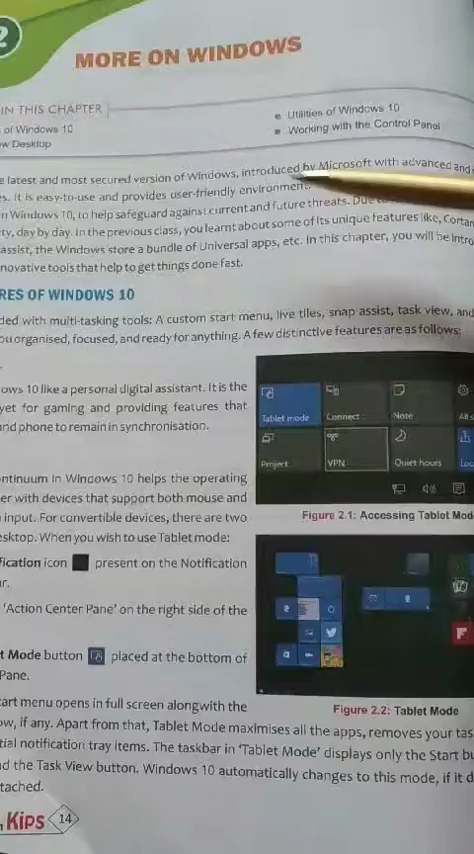 2
MORE ON WINDOWS
IN THIS CHAPTER
of Windows 10
w Desktop
Utilities of Windows 10
Working with the Control Panel
e latest and most secured version of Windows, introduced by Microsoft with advanced and
es. It is easy-to-use and provides user-friendly environment.
n Windows 10, to help safeguard against current and future threats. Due
ty, day by day. In the previous class, you learnt about some of its unique features like, Cortan
assist, the Windows store a bundle of Universal apps, etc. In this chapter, you will be intro
novative tools that help to get things done fast.
RES OF WINDOWS 10
ded with multi-tasking tools: A custom start menu, live tiles, snap assist, task view, and
ou organised, focused, and ready for anything. A few distinctive features are as follows:
ows 10 like a personal digital assistant. It is the
yet for gaming and providing features that
and phone to remain in synchronisation.
Tablet mode
Connect
Note
All s
Project
VPN
Quiet hours
Loc
Figure 2.1: Accessing Tablet Mod
ontinuum in Windows 10 helps the operating
er with devices that support both mouse and
input. For convertible devices, there are two
esktop. When you wish to use Tablet mode:
fication icon present on the Notification
ar.
'Action Center Pane' on the right side of the
t Mode button placed at the bottom of
Pane.
art menu opens in full screen alongwith the
Figure 2.2: Tablet Mode
ow, if any. Apart from that, Tablet Mode maximises all the apps, removes your tas
tial notification tray items. The taskbar in 'Tablet Mode' displays only the Start bu
nd the Task View button. Windows 10 automatically changes to this mode, if it d
tached.
Kips 14